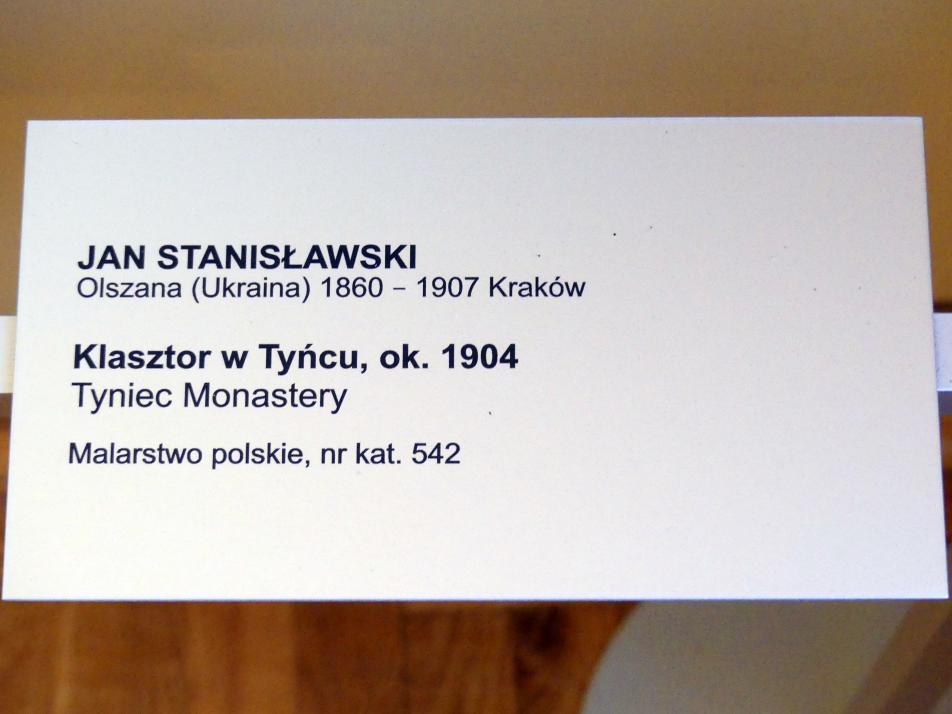 JAN STANISŁAWSKI
Olszana (Ukraina) 1860 – 1907 Kraków
Klasztor w Tyńcu, ok. 1904
Tyniec Monastery
Malarstwo polskie, nr kat. 542